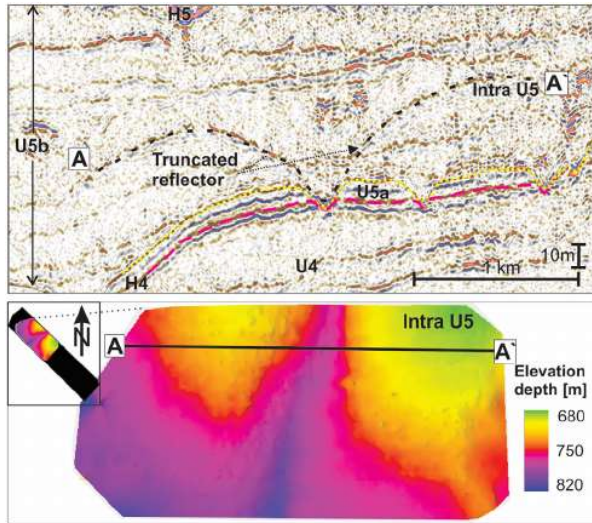 H5
A`
Intra U5
U5b
A
Truncated
reflector
U5a
10m
U4
1 km
H4
N
Intra U5
A
A`
Elevation
depth [m]
680
750
820